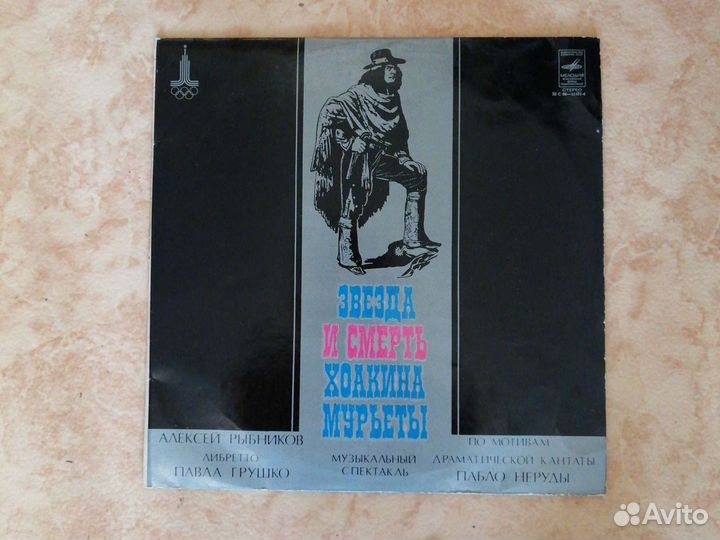 МЕЛОДИЯ
СТЕРЕО
ЗВЕЗДА
И СМЕРТЬ
ХОАКИНА
МУРЬЕТЫ
АЛЕКСЕЙ РЫБНИКОВ
ЛИБРЕТТО
ПАВЛА ГРУШКО
МУЗЫКАЛЬНЫЙ
СПЕКТАКЛЬ
ПО МОТИВАМ
ДРАМАТИЧЕСКОЙ КАНТАТЫ
ПАБЛО НЕРУДЫ
Avito